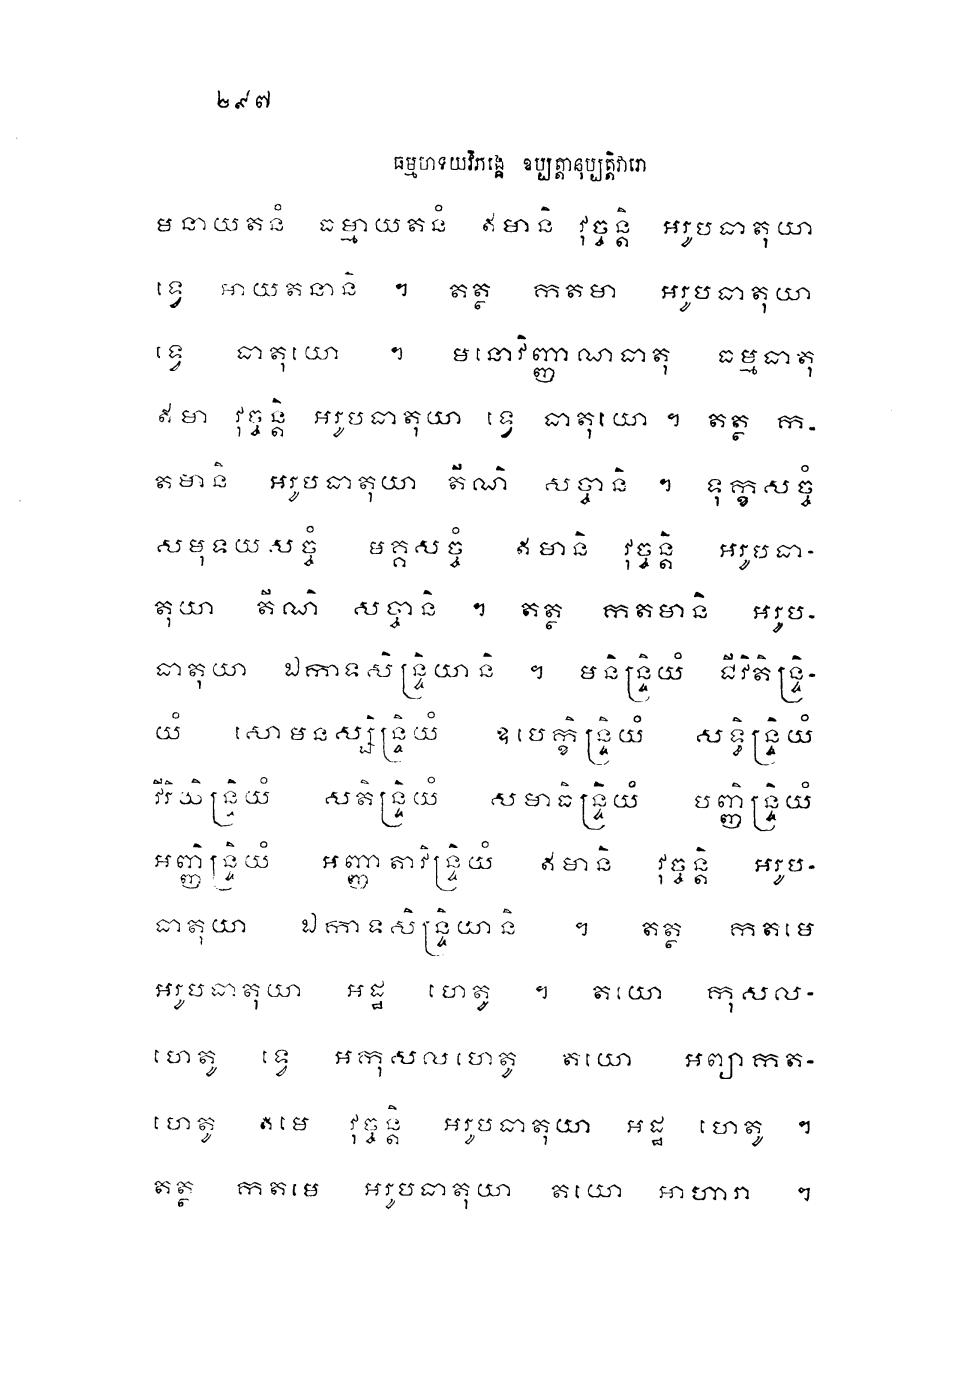 ២៩៧
ធម្មហទយវិភង្គេ ឧប្បត្តានុប្បត្តិវារោ
មនាយតនំ ធម្មាយតនំ ឥមានិ វុច្ចន្តិ អរូបធាតុយា
ទ្វេ អាយតនានិ ។ តត្ថ កតមា អរូបធាតុយា
ទ្វេ ធាតុយោ ។ មនោវិញ្ញាណធាតុ ធម្មធាតុ
ឥមា វុច្ចន្តិ អរូបធាតុយា ទ្វេ ធាតុយោ ។ តត្ថ ក-
តមានិ អរូបធាតុយា តីណិ សច្ចានិ ។ ទុក្ខសច្ចំ
សមុទយសច្ចំ មគ្គសច្ចំ ឥមានិ វុច្ចន្តិ អរូបធា-
តុយា តីណិ សច្ចានិ ។ តត្ថ កតមានិ អរូប-
ធាតុយា ឯកាទសិន្ទ្រិយានិ ។ មនិន្ទ្រិយំ ជីវិតិន្ទ្រិ-
យំ សោមនស្សិន្ទ្រិយំ ឧបេក្ខិន្ទ្រិយំ សទ្ធិន្ទ្រិយំ
វីរិយិន្ទ្រិយំ សតិន្ទ្រិយំ សមាធិន្ទ្រិយំ បញ្ញិន្ទ្រិយំ
អញ្ញិន្ទ្រិយំ អញ្ញាតាវិន្ទ្រិយំ ឥមានិ វុច្ចន្តិ អរូប-
ធាតុយា ឯកាទសិន្ទ្រិយានិ ។ តត្ថ កតមេ
អរូបធាតុយា អដ្ឋ ហេតូ ។ តយោ កុសល-
ហេតូ ទ្វេ អកុសលហេតូ តយោ អព្យាកត-
ហេតូ ឥមេ វុច្ចន្តិ អរូបធាតុយា អដ្ឋ ហេតូ ។
តត្ថ កតមេ អរូបធាតុយា តយោ អាហារា ។